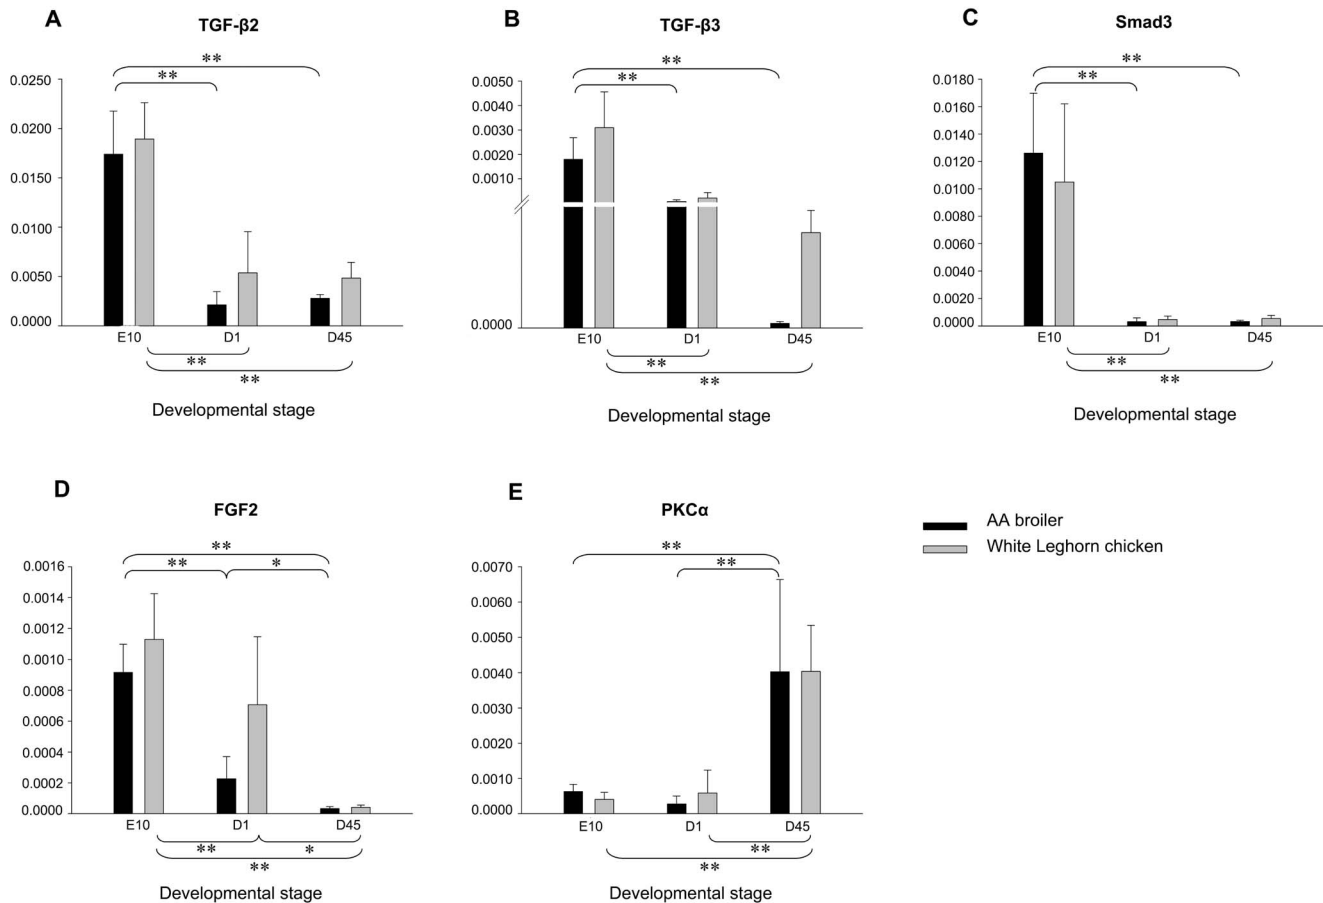 A
TGF-β2
**
**
0.0250
0.0200
0.0150
0.0100
0.0050
0.0000
E10 D1 D45
**
**
Developmental stage
B
TGF-β3
**
**
0.0050
0.0040
0.0030
0.0020
0.0010
0.0000
E10 D1 D45
**
**
Developmental stage
C
Smad3
**
**
0.0180
0.0160
0.0140
0.0120
0.0100
0.0080
0.0060
0.0040
0.0020
0.0000
E10 D1 D45
**
**
Developmental stage
D
FGF2
**
** *
0.0016
0.0014
0.0012
0.0010
0.0008
0.0006
0.0004
0.0002
0.0000
E10 D1 D45
** *
**
Developmental stage
E
PKCα
**
**
0.0070
0.0060
0.0050
0.0040
0.0030
0.0020
0.0010
0.0000
E10 D1 D45
**
**
Developmental stage
AA broiler
White Leghorn chicken